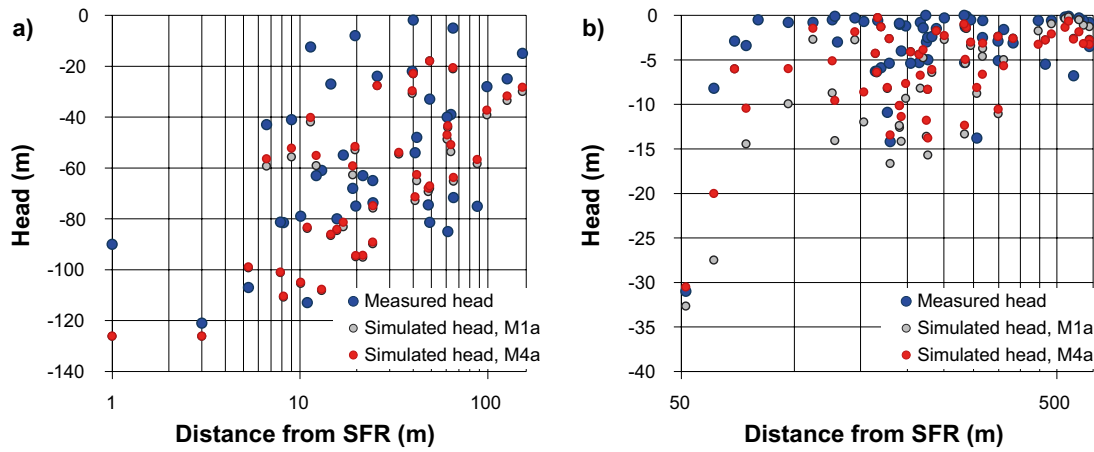 a)
0
-20
-40
-60
-80
-100
-120
-140
Head (m)
1
10
100
Distance from SFR (m)
Measured head
Simulated head, M1a
Simulated head, M4a
b)
0
-5
-10
-15
-20
-25
-30
-35
-40
Head (m)
50
500
Distance from SFR (m)
Measured head
Simulated head, M1a
Simulated head, M4a